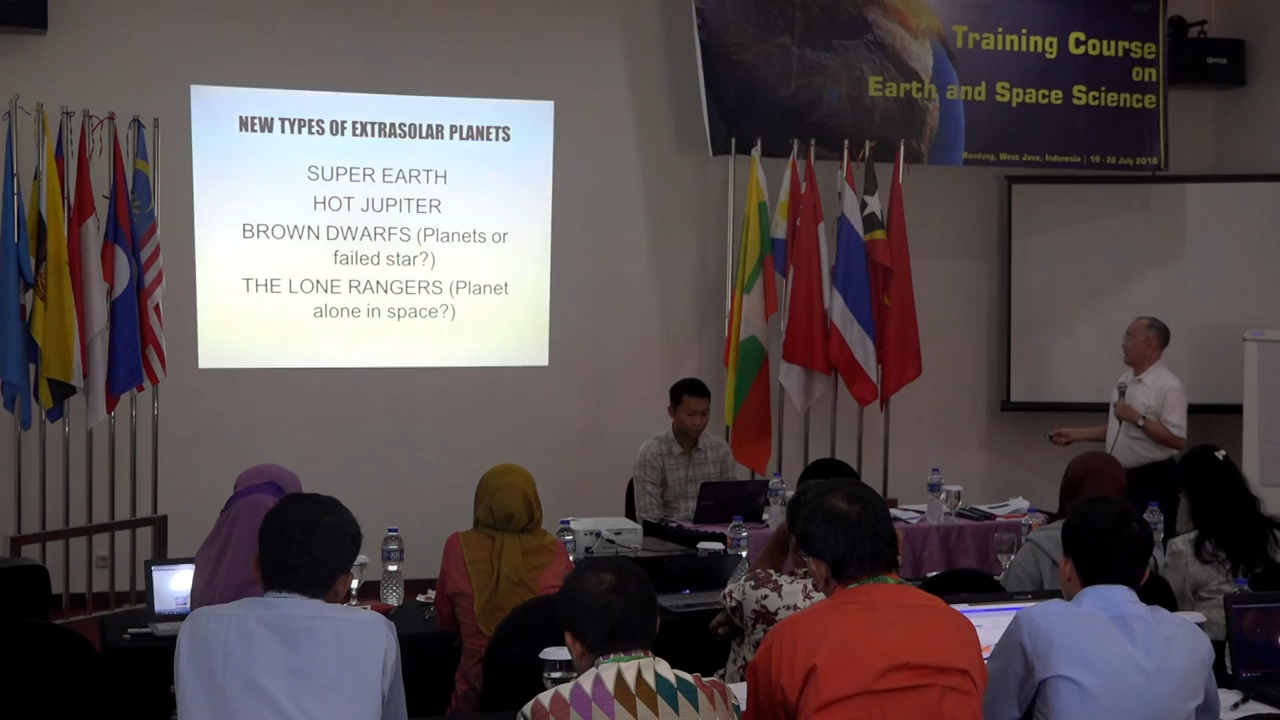 NEW TYPES OF EXTRASOLAR PLANETS
SUPER EARTH
HOT JUPITER
BROWN DWARFS (Planets or
failed star?)
THE LONE RANGERS (Planet
alone in space?)
Training Course
on
Earth and Space Science
Bandung, West Java, Indonesia | 15 - 28 July 2016